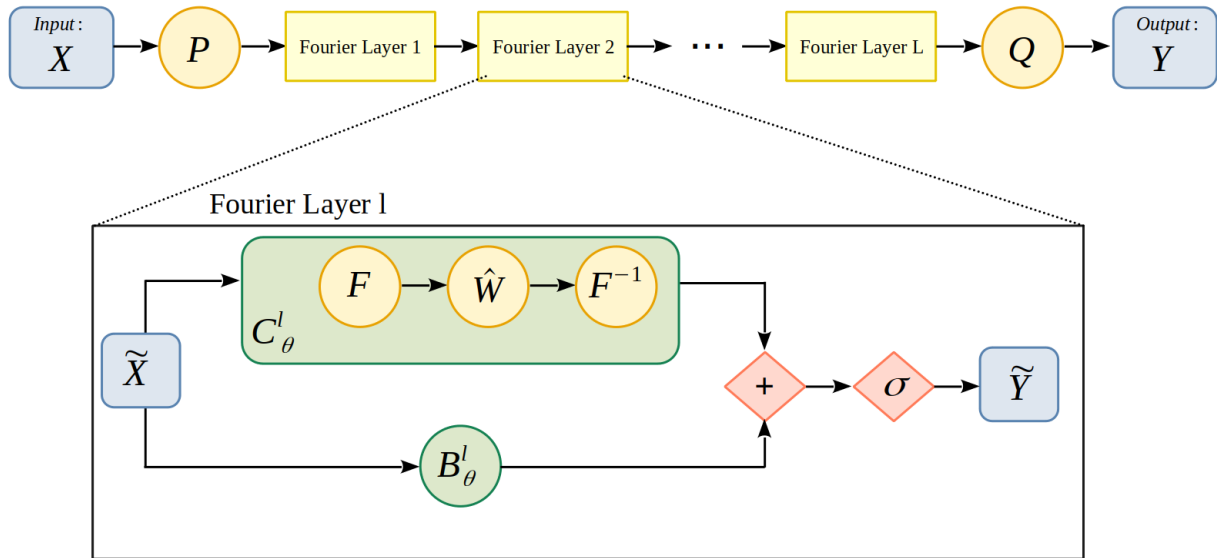 Input:
X
P
Fourier Layer 1
Fourier Layer 2
...
Fourier Layer L
Q
Output:
Y
Fourier Layer l
F
Ŵ
F⁻¹
C^l_θ
X̃
+
σ
Ỹ
B^l_θ